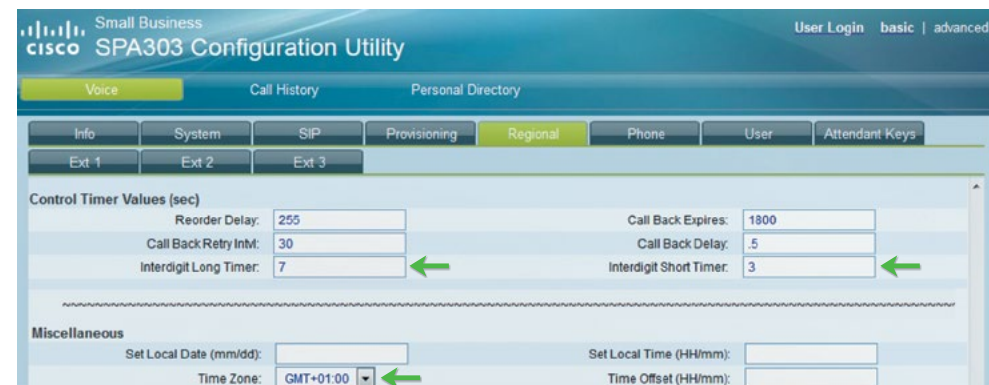 Small Business
cisco SPA303 Configuration Utility
User Login basic | advanced
Voice Call History Personal Directory
Info System SIP Provisioning Regional Phone User Attendant Keys
Ext 1 Ext 2 Ext 3
Control Timer Values (sec)
Reorder Delay: 255 Call Back Expires: 1800
Call Back Retry Intvl: 30 Call Back Delay: .5
Interdigit Long Timer: 7 Interdigit Short Timer: 3
Miscellaneous
Set Local Date (mm/dd): Set Local Time (HH/mm):
Time Zone: GMT+01:00 Time Offset (HH/mm):